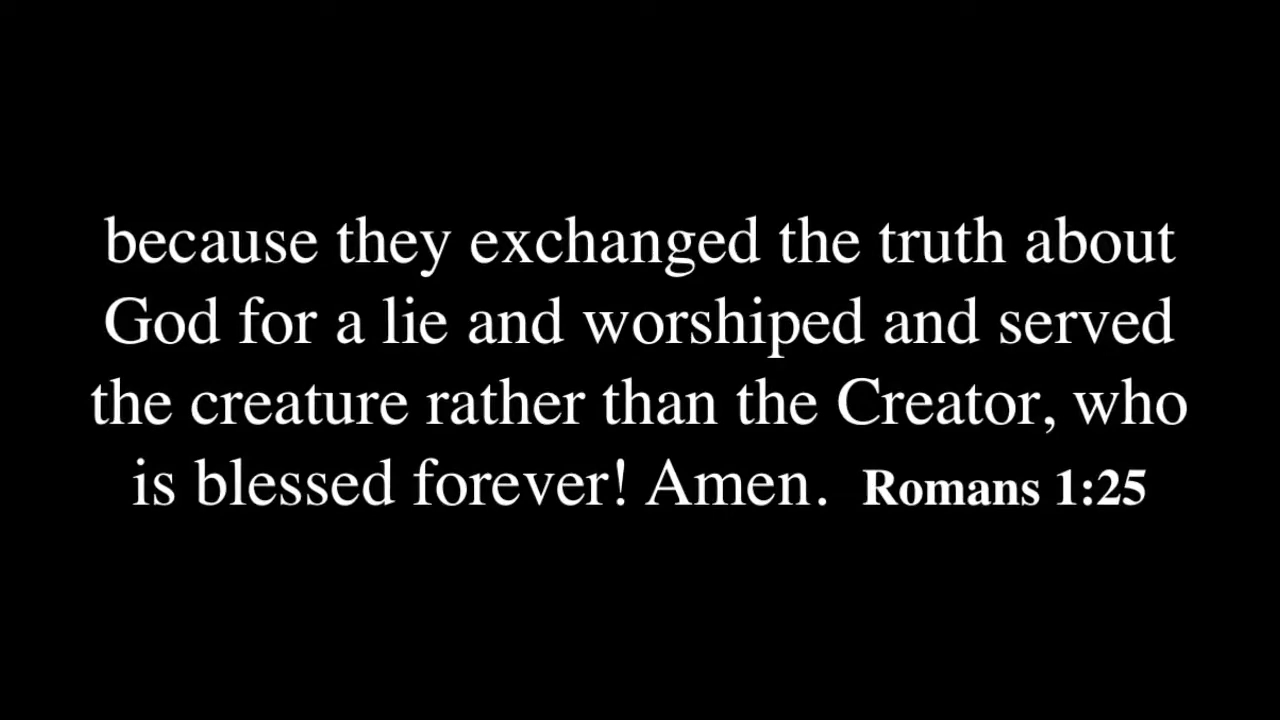 because they exchanged the truth about
God for a lie and worshiped and served
the creature rather than the Creator, who
is blessed forever! Amen. Romans 1:25